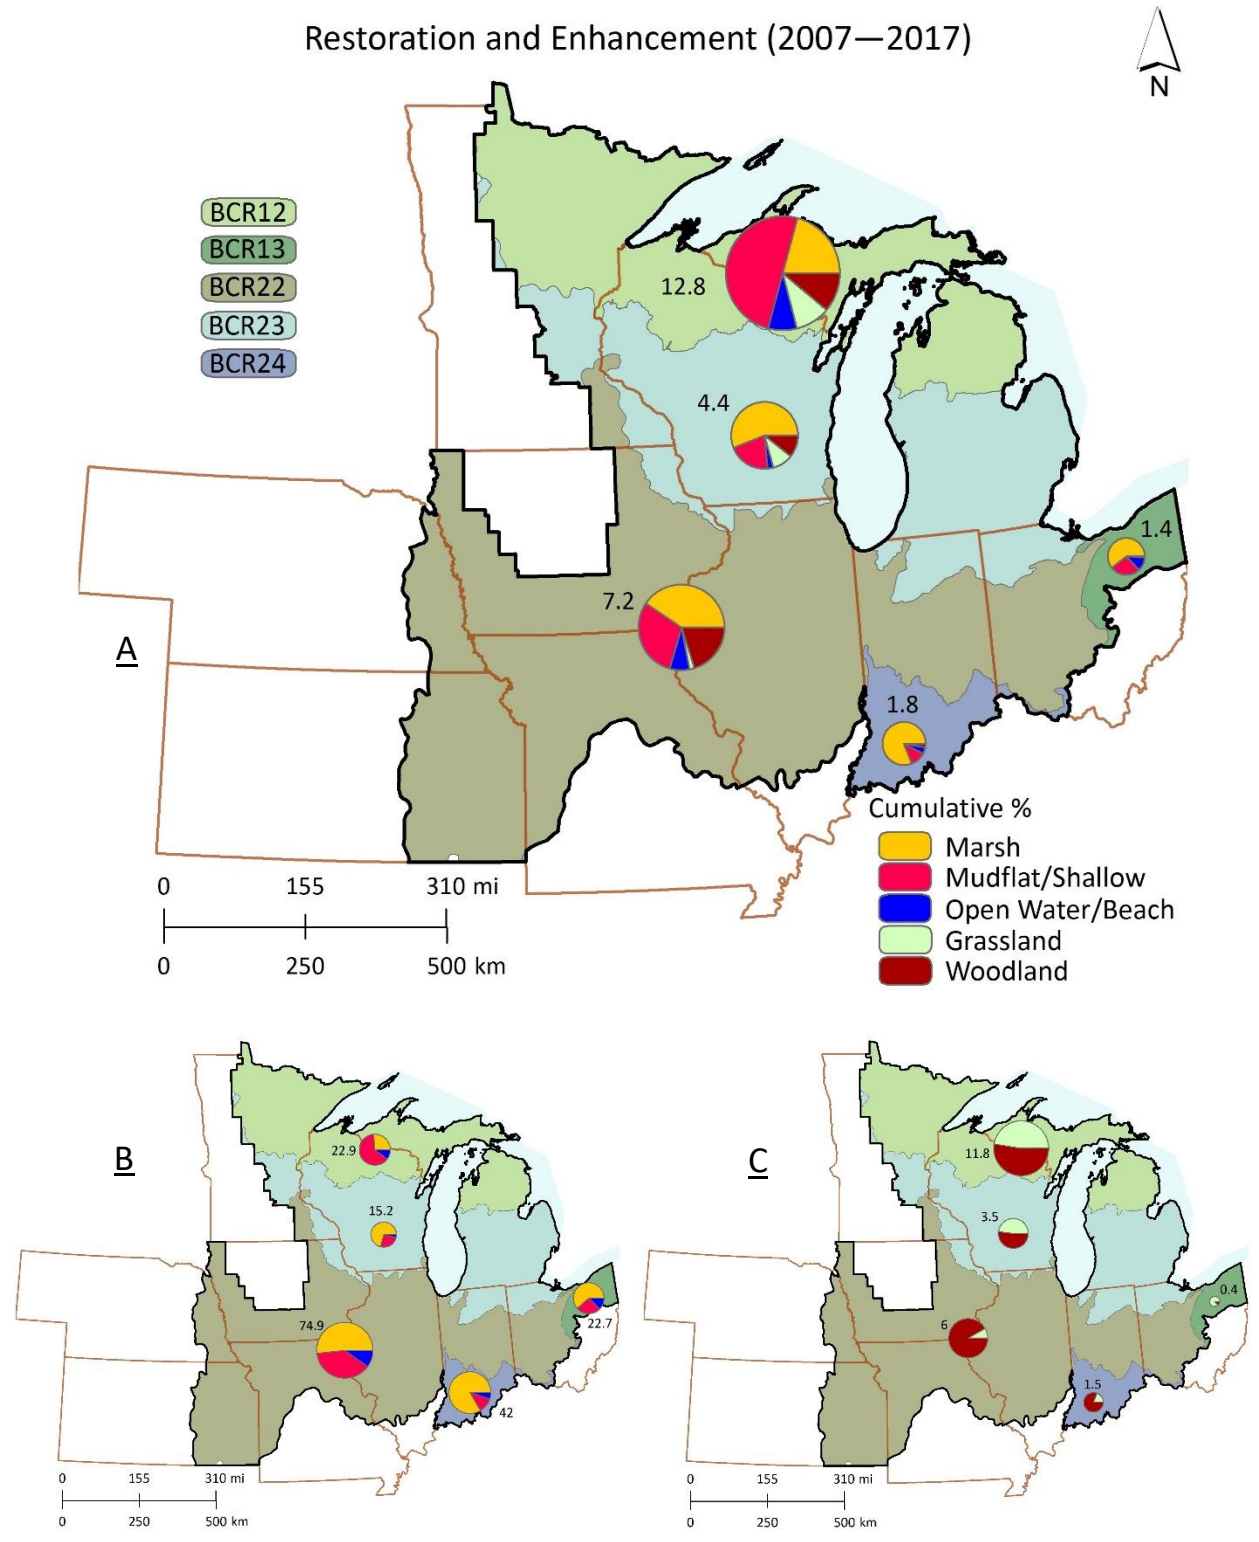 Restoration and Enhancement (2007—2017)
N
BCR12
BCR13
BCR22
BCR23
BCR24
12.8
4.4
1.4
7.2
A
1.8
Cumulative %
Marsh
Mudflat/Shallow
Open Water/Beach
Grassland
Woodland
0 155 310 mi
0 250 500 km
B
22.9
15.2
74.9
22.7
42
0 155 310 mi
0 250 500 km
C
11.8
3.5
0.4
6
1.5
0 155 310 mi
0 250 500 km